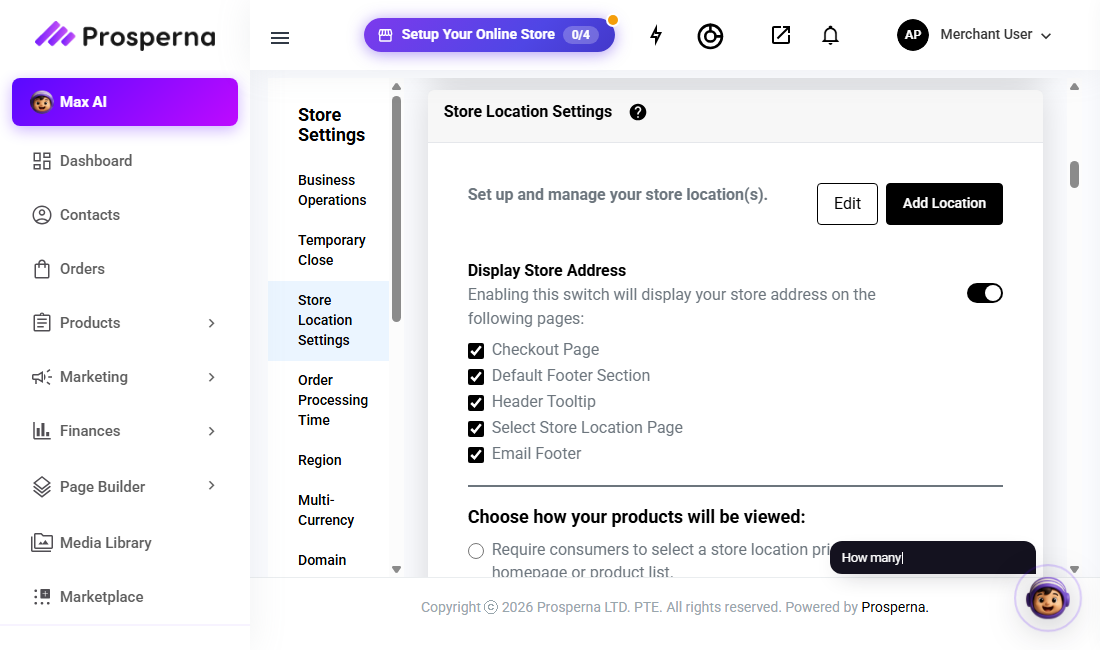 Prosperna
Setup Your Online Store 0/4
AP
Merchant User
Max AI
Dashboard
Contacts
Orders
Products
Marketing
Finances
Page Builder
Media Library
Marketplace
Store
Settings
Business
Operations
Temporary
Close
Store
Location
Settings
Order
Processing
Time
Region
Multi-
Currency
Domain
Store Location Settings
Set up and manage your store location(s).
Edit
Add Location
Display Store Address
Enabling this switch will display your store address on the
following pages:
Checkout Page
Default Footer Section
Header Tooltip
Select Store Location Page
Email Footer
Choose how your products will be viewed:
Require consumers to select a store location pri
homepage or product list.
How many
Copyright © 2026 Prosperna LTD. PTE. All rights reserved. Powered by Prosperna.